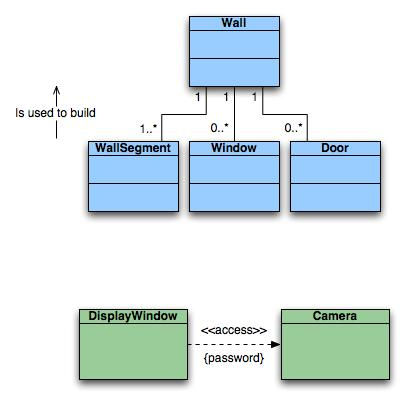 Wall
1 1 1
Is used to build
1..* 0..* 0..*
WallSegment Window Door
DisplayWindow Camera
<<access>>
{password}